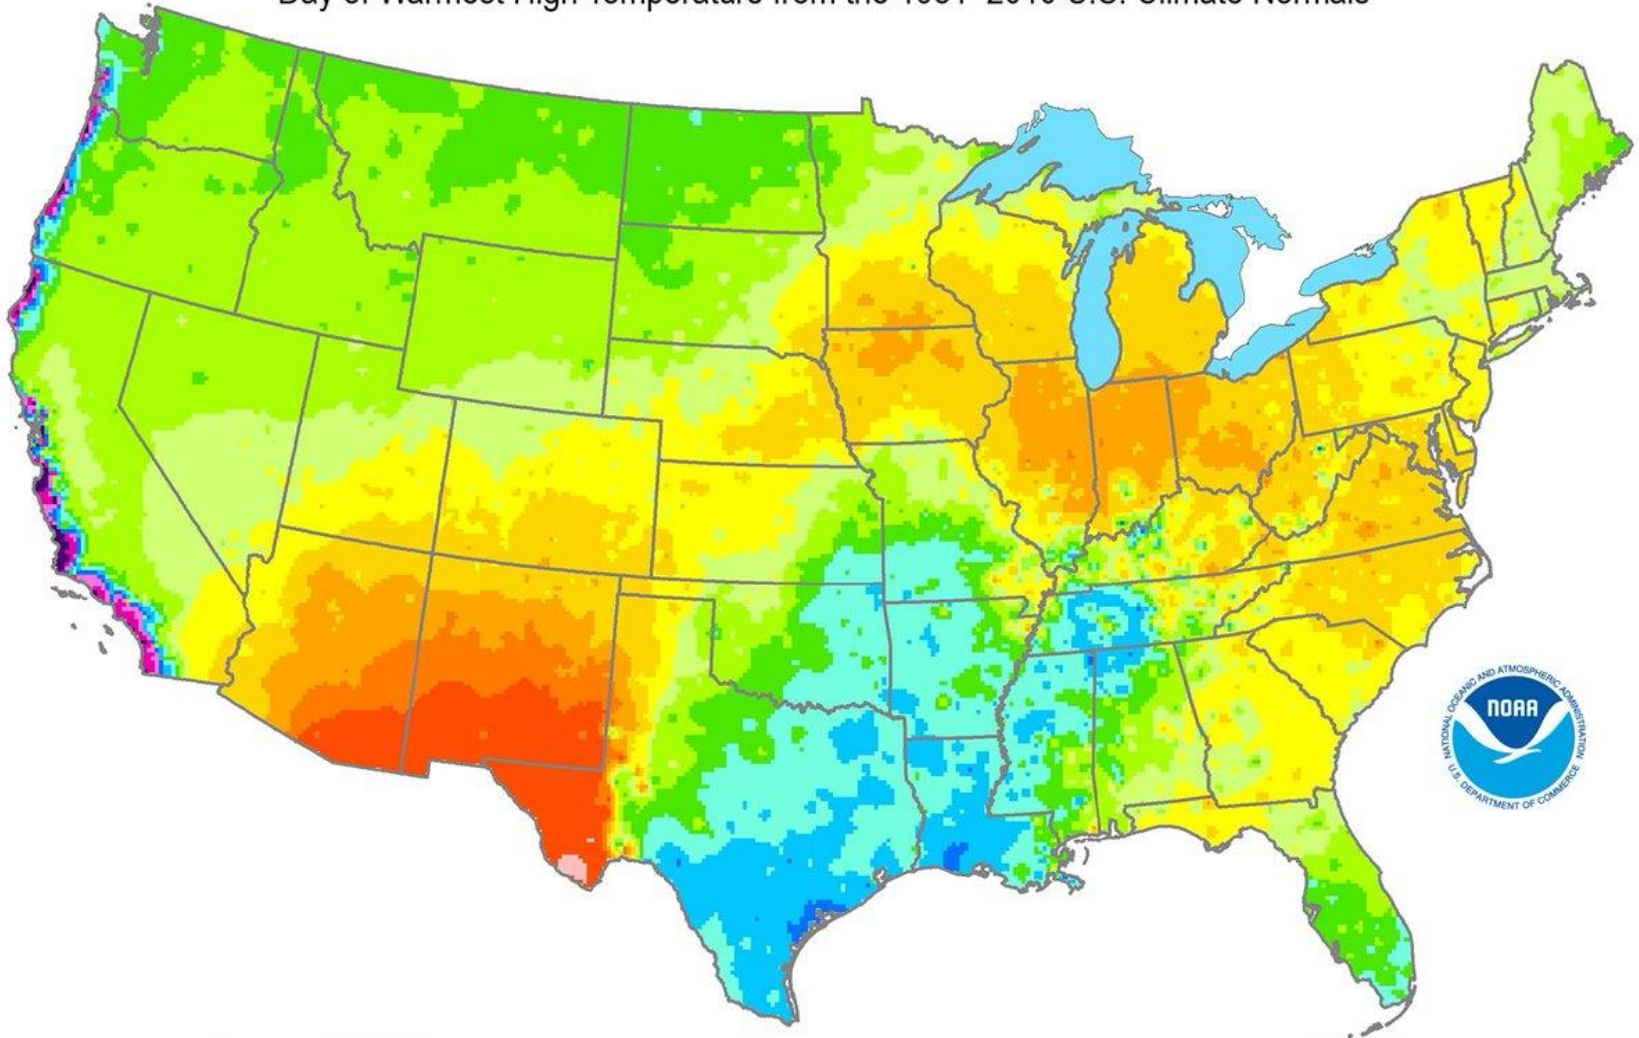 Day of Warmest High Temperature from the 1981–2010 U.S. Climate Normals
NATIONAL OCEANIC AND ATMOSPHERIC ADMINISTRATION
NOAA
U.S. DEPARTMENT OF COMMERCE